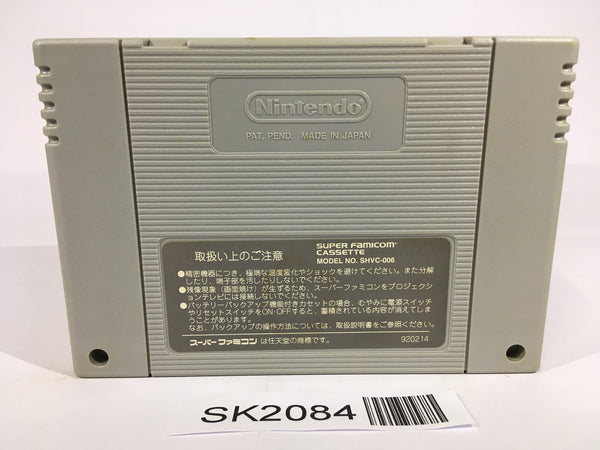 Nintendo
PAT. PEND. MADE IN JAPAN
取扱い上のご注意
SUPER FAMICOM
CASSETTE
MODEL NO. SHVC-006
●精密機器につき、極端な温度変化やショックを避けてください。また分解
したり、端子部を汚したりしないでください。
●残像現象（画面焼け）が生ずるため、スーパーファミコンをプロジェクシ
ョンテレビには接続しないでください。
●バッテリーバックアップ機能付きカセットの場合、むやみに電源スイッチ
やリセットスイッチをON・OFFすると、蓄積されている内容が消えてしま
うことがあります。
なお、バックアップの操作方法については、取扱説明書をご参照ください。
スーパーファミコン は任天堂の商標です。
920214
SK2084